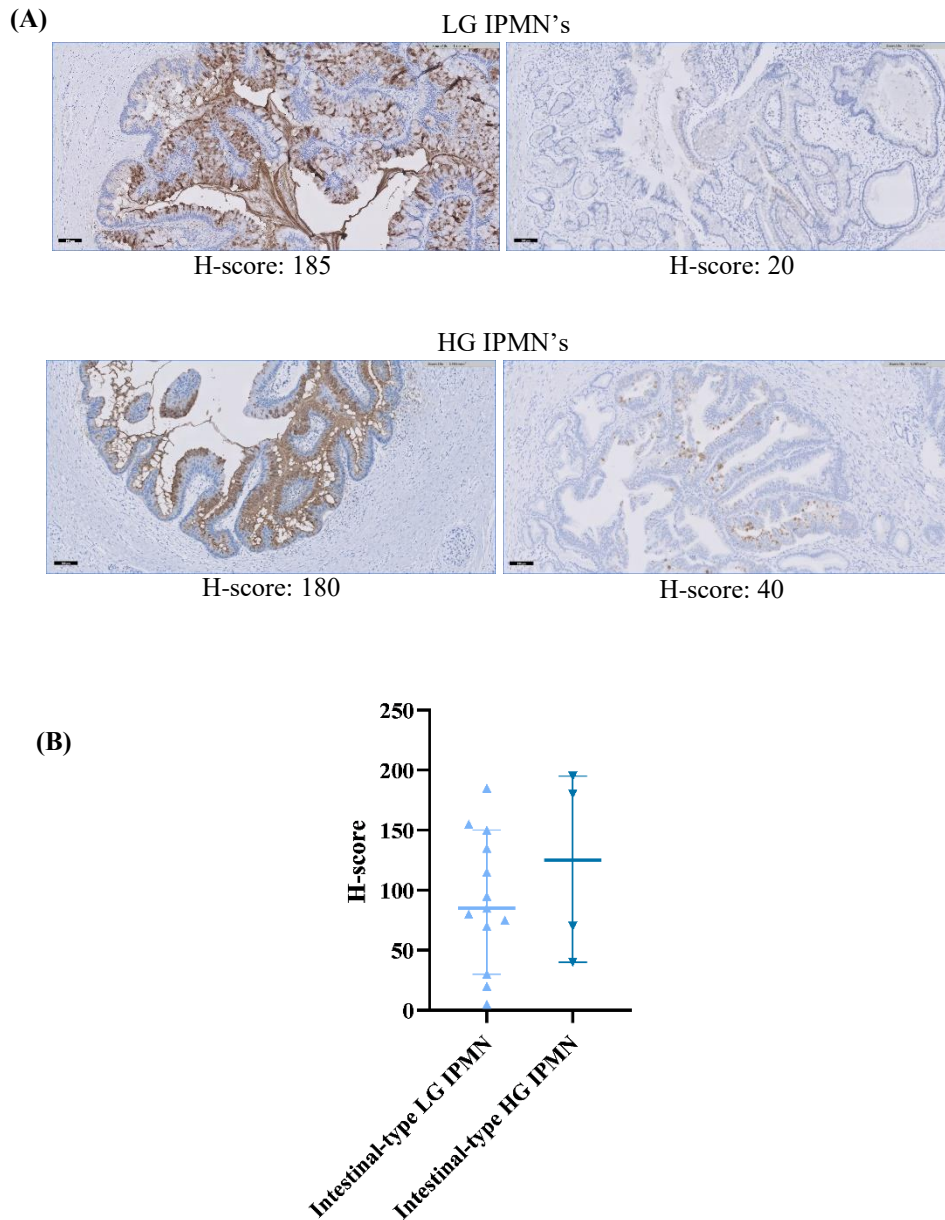 (A)
LG IPMN's
H-score: 185
H-score: 20
HG IPMN's
H-score: 180
H-score: 40
(B)
250
200
150
100
50
0
H-score
Intestinal-type LG IPMN
Intestinal-type HG IPMN